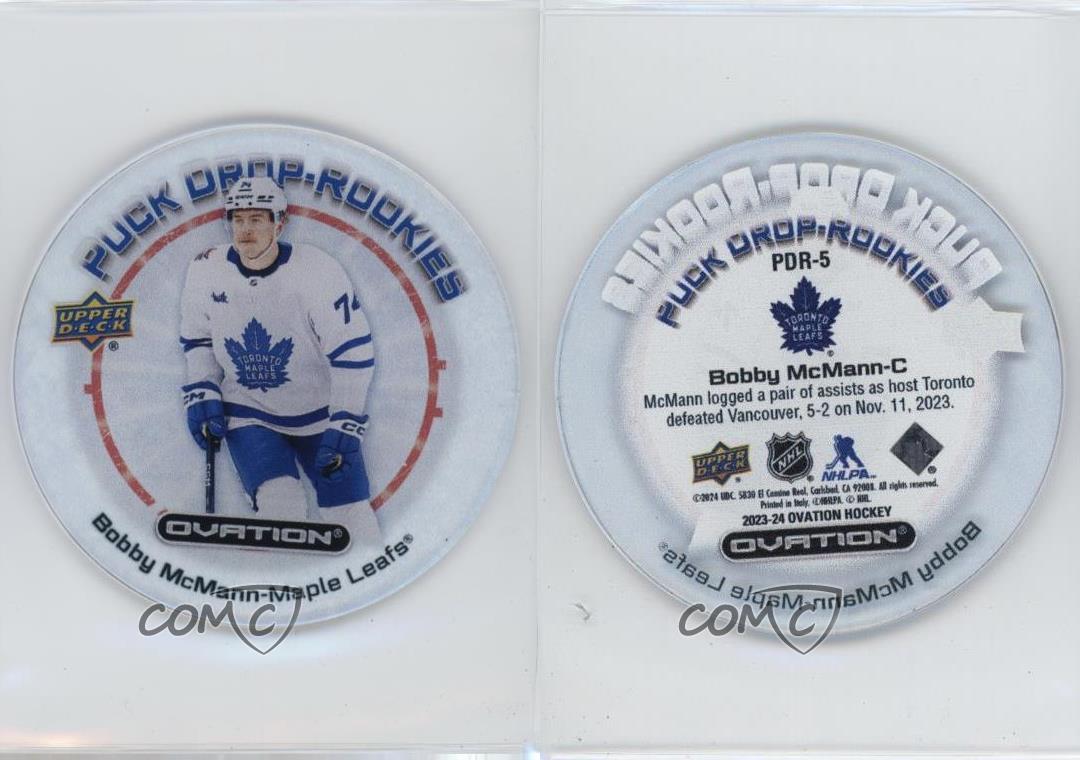 PUCK DROP-ROOKIES
74
UPPER
D·E·C·K®
74
TORONTO
MAPLE
LEAFS
CCM
OVATION®
Bobby McMann-Maple Leafs®
COMC
PUCK DROP-ROOKIES
PUCK DROP-ROOKIES
PDR-5
TORONTO
MAPLE
LEAFS®
Bobby McMann-C
McMann logged a pair of assists as host Toronto
defeated Vancouver, 5-2 on Nov. 11, 2023.
UPPER
D·E·C·K
NHL
NHLPA
©2024 UDC. 5830 El Camino Real, Carlsbad, CA 92008. All rights reserved.
Printed in Italy. ©NHLPA. © NHL.
2023-24 OVATION HOCKEY
OVATION®
Bobby McMann-Maple Leafs®
COMC